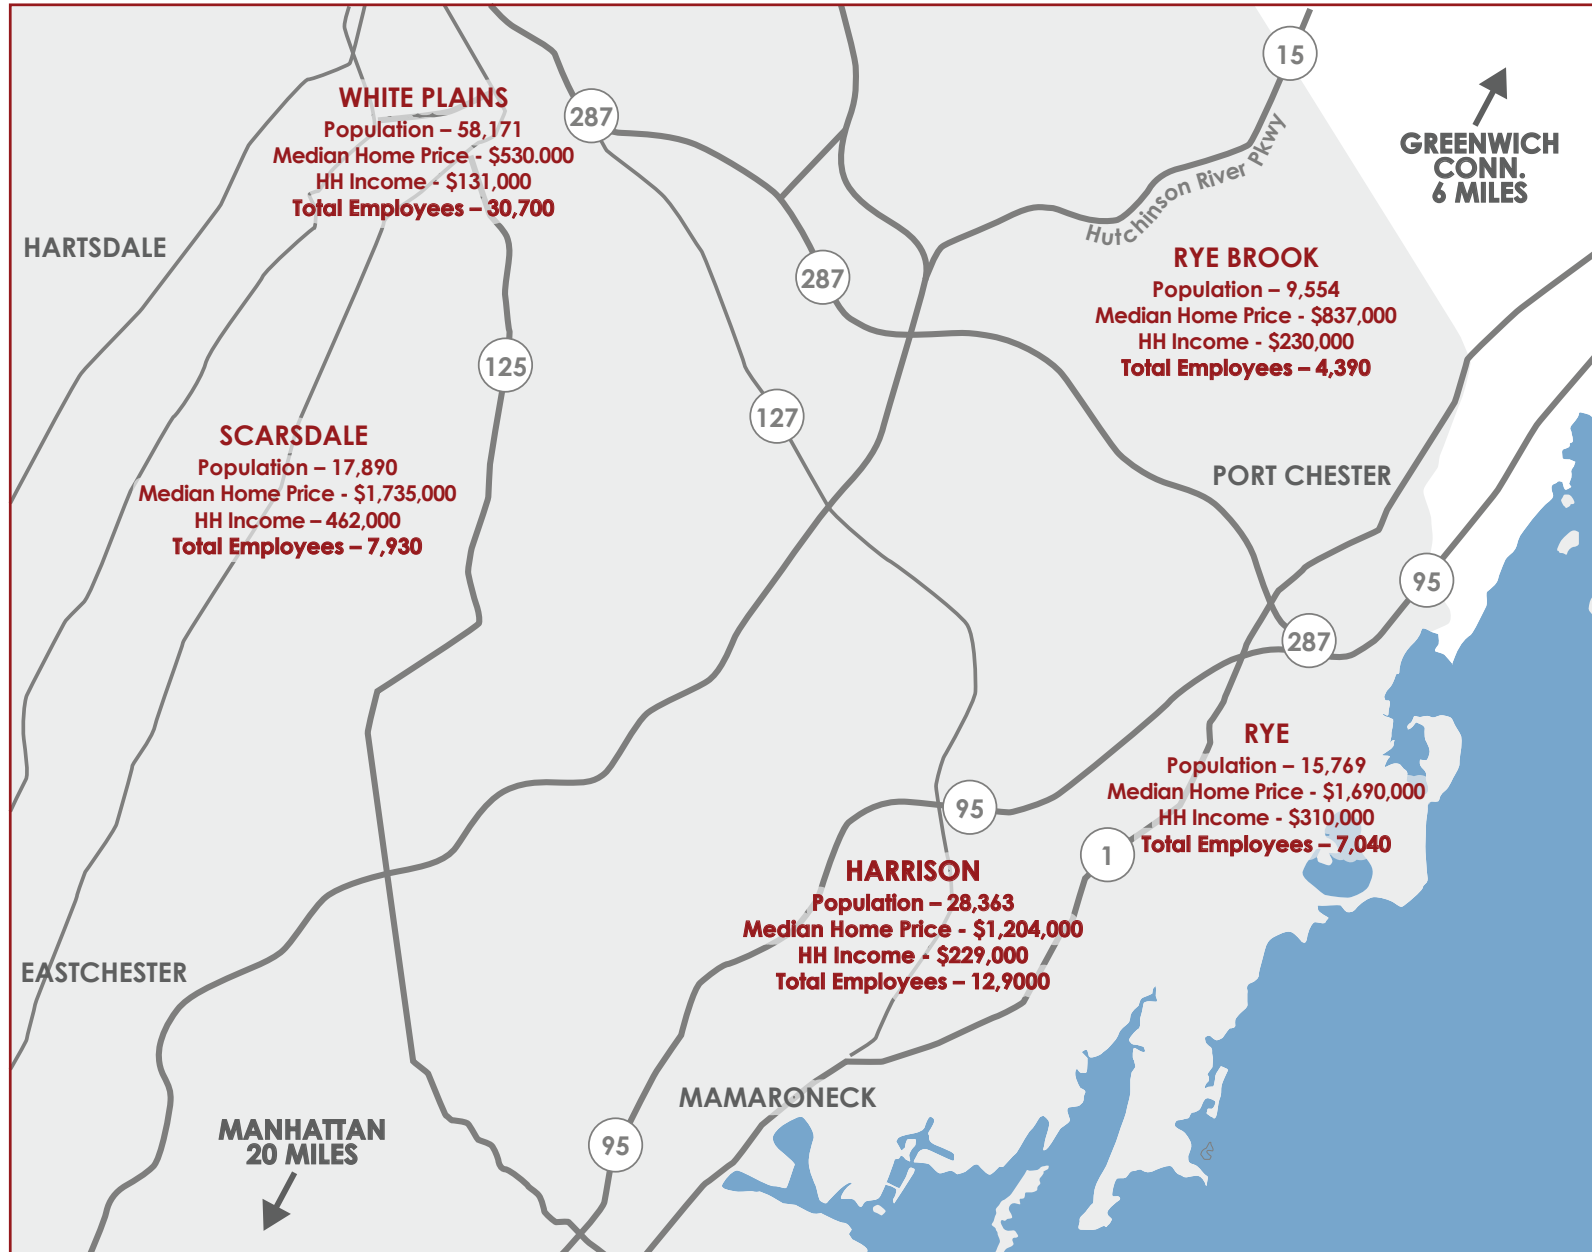 15
WHITE PLAINS
Population – 58,171
Median Home Price - $530.000
HH Income - $131,000
Total Employees – 30,700
287
GREENWICH
CONN.
6 MILES
Hutchinson River Pkwy
HARTSDALE
287
RYE BROOK
Population – 9,554
Median Home Price - $837,000
HH Income - $230,000
Total Employees – 4,390
125
127
SCARSDALE
Population – 17,890
Median Home Price - $1,735,000
HH Income – 462,000
Total Employees – 7,930
PORT CHESTER
95
287
RYE
Population – 15,769
Median Home Price - $1,690,000
HH Income - $310,000
Total Employees – 7,040
95
1
HARRISON
Population – 28,363
Median Home Price - $1,204,000
HH Income - $229,000
Total Employees – 12,9000
EASTCHESTER
MAMARONECK
MANHATTAN
20 MILES
95